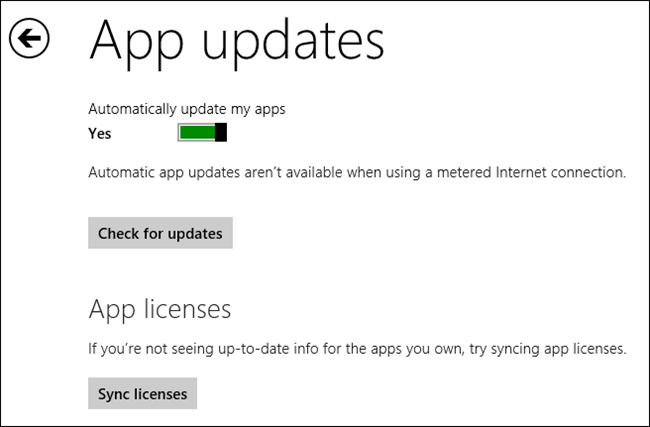 App updates
Automatically update my apps
Yes
Automatic app updates aren’t available when using a metered Internet connection.
Check for updates
App licenses
If you’re not seeing up-to-date info for the apps you own, try syncing app licenses.
Sync licenses